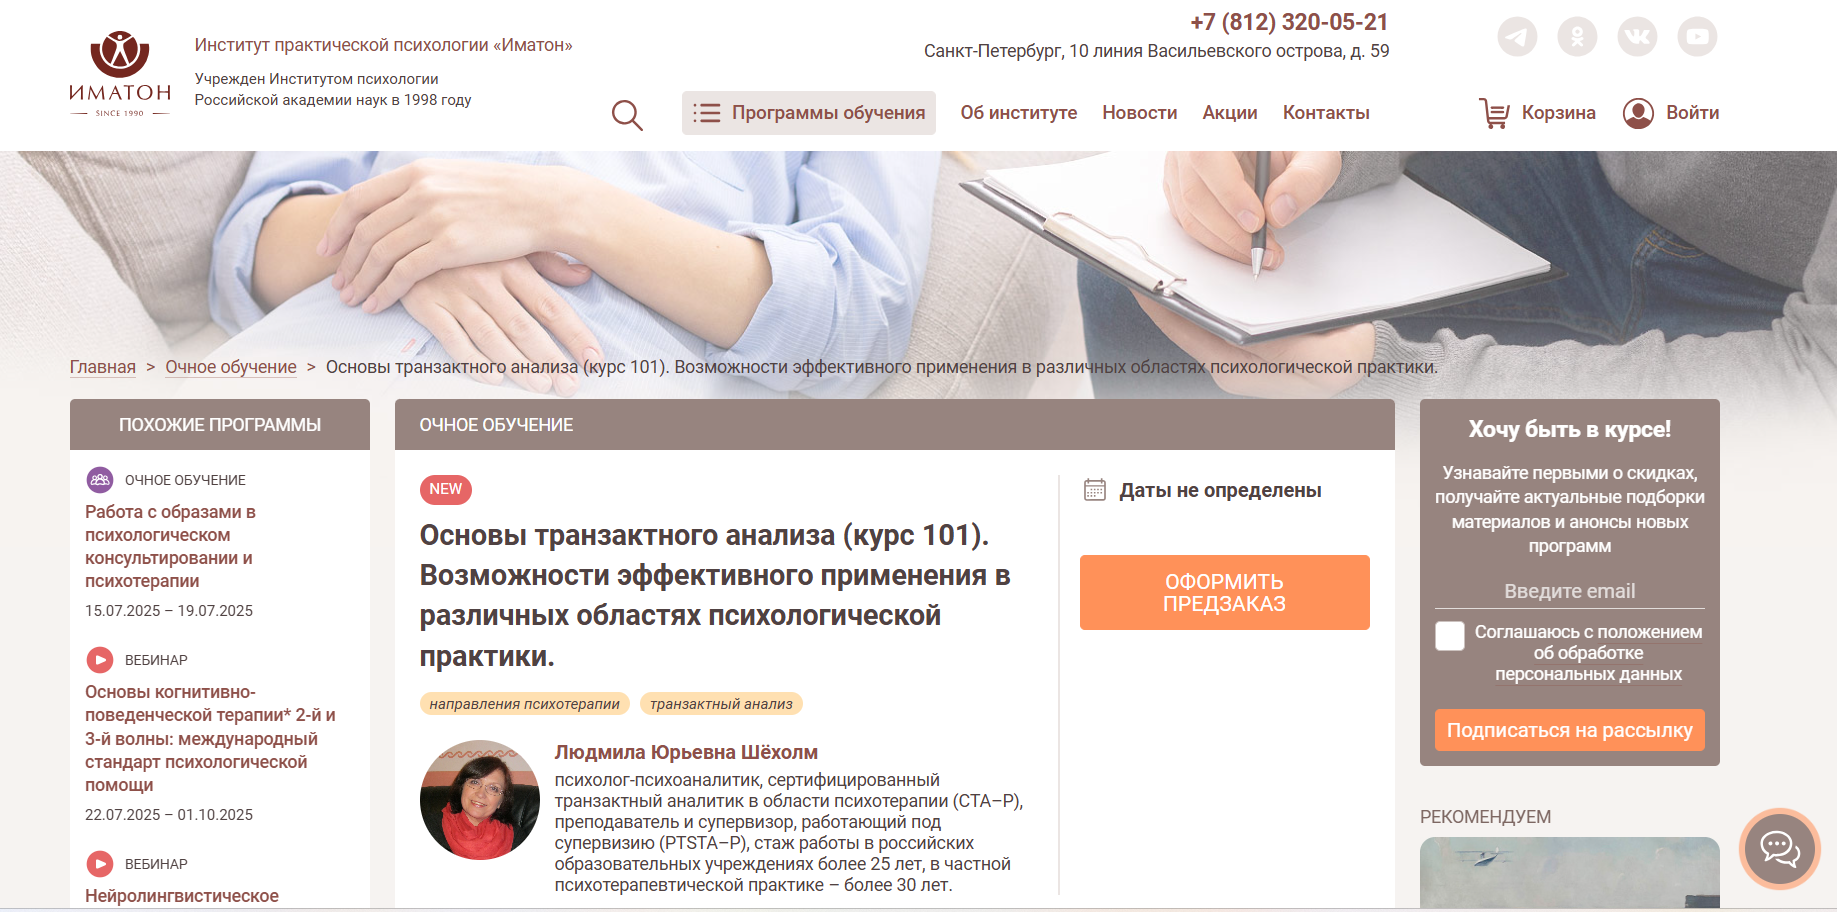 ИМАТОН
SINCE 1990
Институт практической психологии «Иматон»
Учрежден Институтом психологии
Российской академии наук в 1998 году
+7 (812) 320-05-21
Санкт-Петербург, 10 линия Васильевского острова, д. 59
Программы обучения
Об институте
Новости
Акции
Контакты
Корзина
Войти
Главная > Очное обучение > Основы транзактного анализа (курс 101). Возможности эффективного применения в различных областях психологической практики.
ПОХОЖИЕ ПРОГРАММЫ
ОЧНОЕ ОБУЧЕНИЕ
Работа с образами в
психологическом
консультировании и
психотерапии
15.07.2025 – 19.07.2025
ВЕБИНАР
Основы когнитивно-
поведенческой терапии* 2-й и
3-й волны: международный
стандарт психологической
помощи
22.07.2025 – 01.10.2025
ВЕБИНАР
Нейролингвистическое
ОЧНОЕ ОБУЧЕНИЕ
NEW
Основы транзактного анализа (курс 101).
Возможности эффективного применения в
различных областях психологической
практики.
направления психотерапии
транзактный анализ
Людмила Юрьевна Шёхолм
психолог-психоаналитик, сертифицированный
транзактный аналитик в области психотерапии (СТА–Р),
преподаватель и супервизор, работающий под
супервизию (PTSTA–P), стаж работы в российских
образовательных учреждениях более 25 лет, в частной
психотерапевтической практике – более 30 лет.
Даты не определены
ОФОРМИТЬ
ПРЕДЗАКАЗ
Хочу быть в курсе!
Узнавайте первыми о скидках,
получайте актуальные подборки
материалов и анонсы новых
программ
Введите email
Соглашаюсь с положением
об обработке
персональных данных
Подписаться на рассылку
РЕКОМЕНДУЕМ